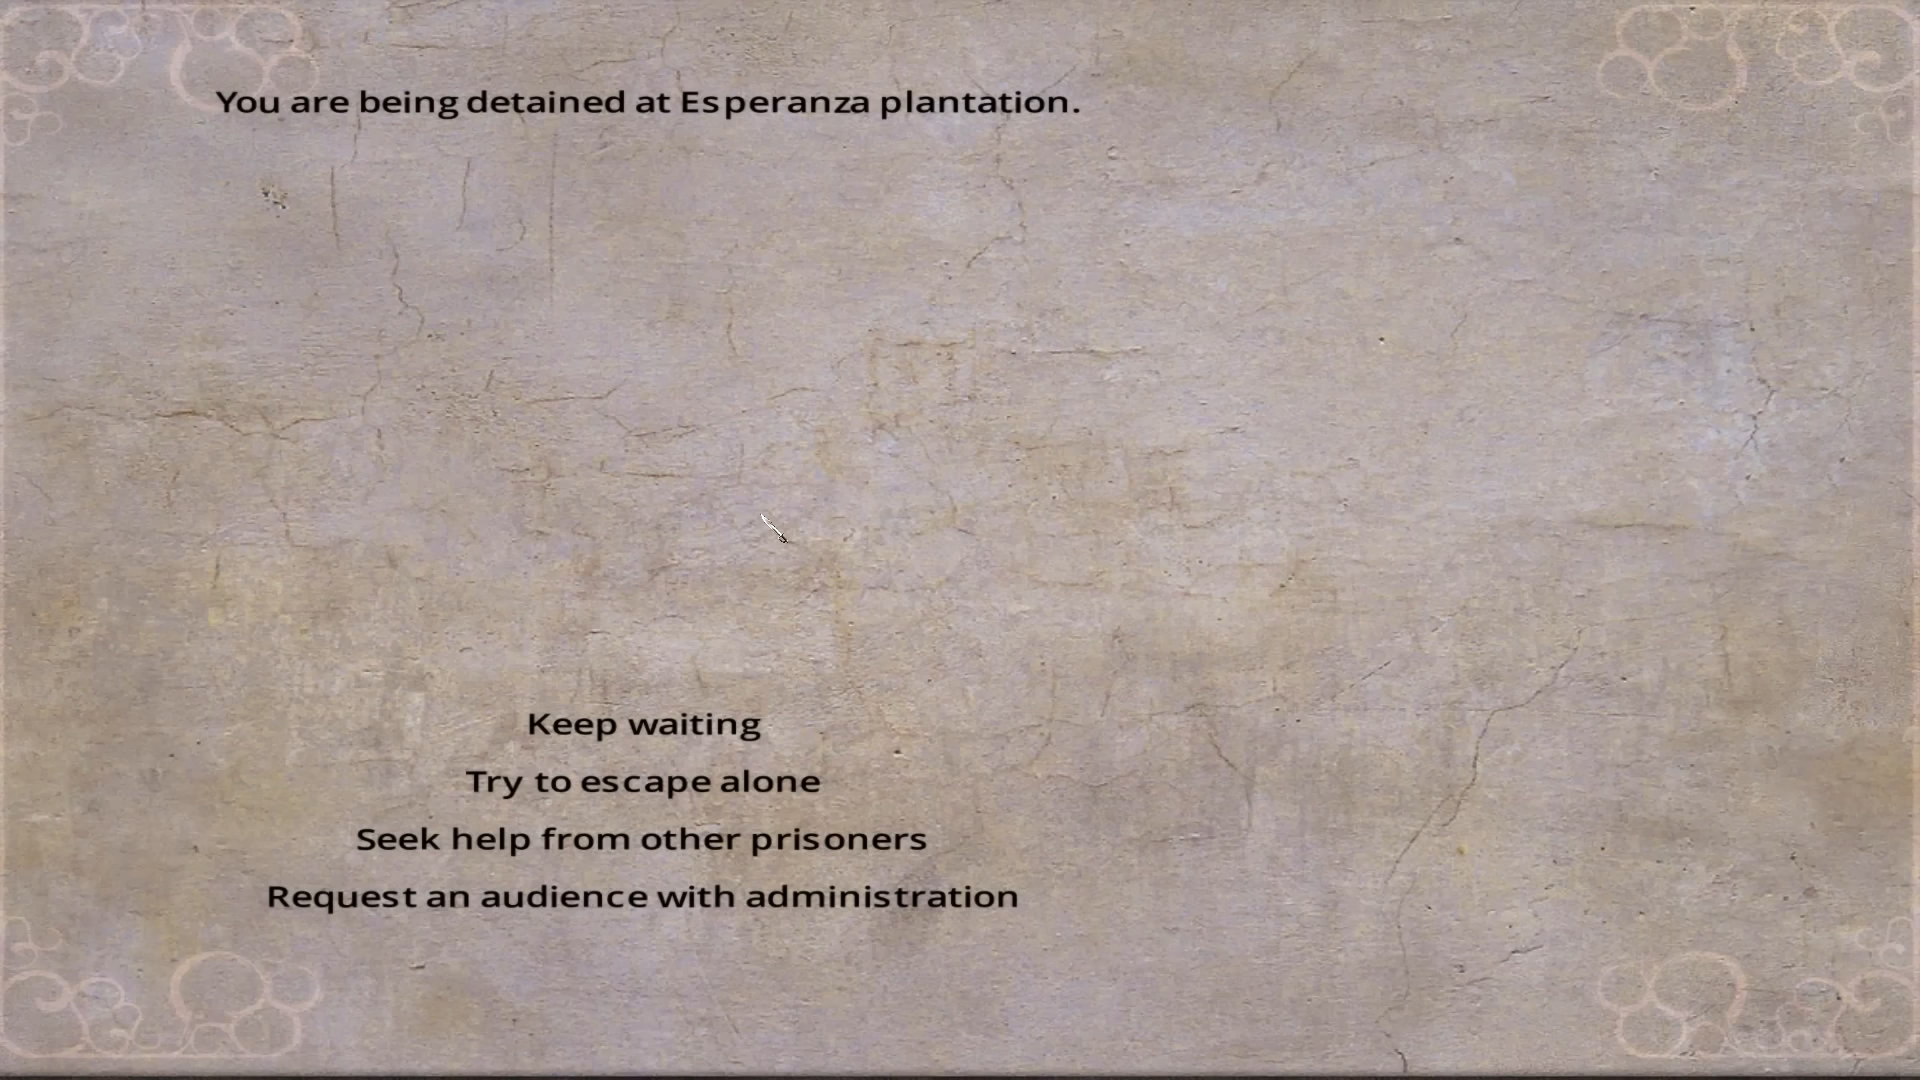 You are being detained at Esperanza plantation.
Keep waiting
Try to escape alone
Seek help from other prisoners
Request an audience with administration